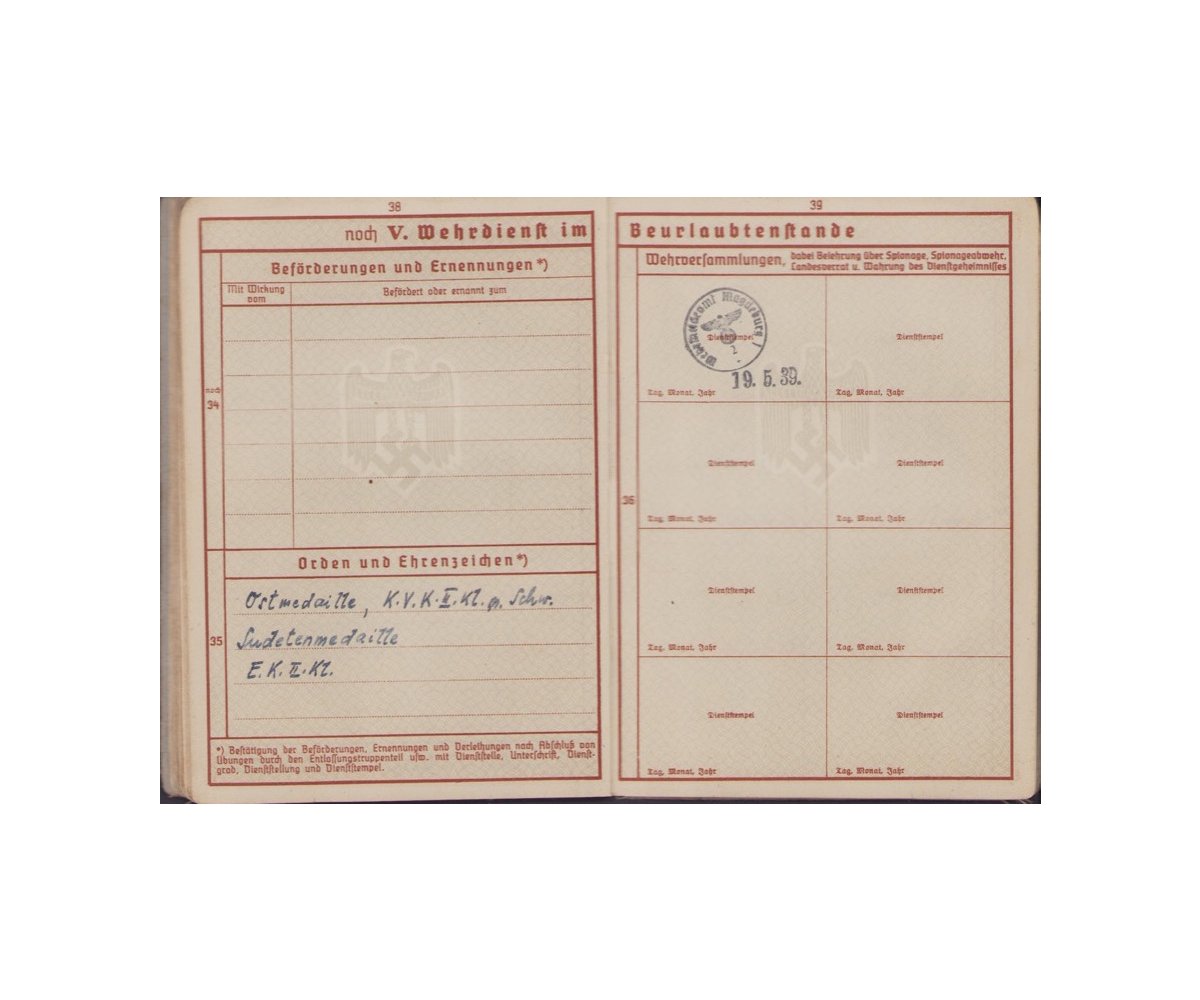 38
noch V. Wehrdienst im
Beförderungen und Ernennungen *)
Mit Wirkung vom
Befördert oder ernannt zum
noch 34
Orden und Ehrenzeichen *)
35
Ostmedaille, K.V.K. II. Kl. m. Schw.
Sudetenmedaille
E.K. II. Kl.
*) Bestätigung der Beförderungen, Ernennungen und Verleihungen nach Abschluß von
Übungen durch den Entlassungstruppenteil usw. mit Dienststelle, Unterschrift, Dienst-
grad, Dienststellung und Dienststempel.
39
Beurlaubtenstande
Wehrversammlungen, dabei Belehrung über Spionage, Spionageabwehr,
Landesverrat u. Wahrung des Dienstgeheimnisses
36
Wehrmeldeamt Magdeburg
Dienststempel
19. 5. 39.
Tag, Monat, Jahr
Dienststempel
Tag, Monat, Jahr
Dienststempel
Tag, Monat, Jahr
Dienststempel
Tag, Monat, Jahr
Dienststempel
Tag, Monat, Jahr
Dienststempel
Tag, Monat, Jahr
Dienststempel
Tag, Monat, Jahr
Dienststempel
Tag, Monat, Jahr